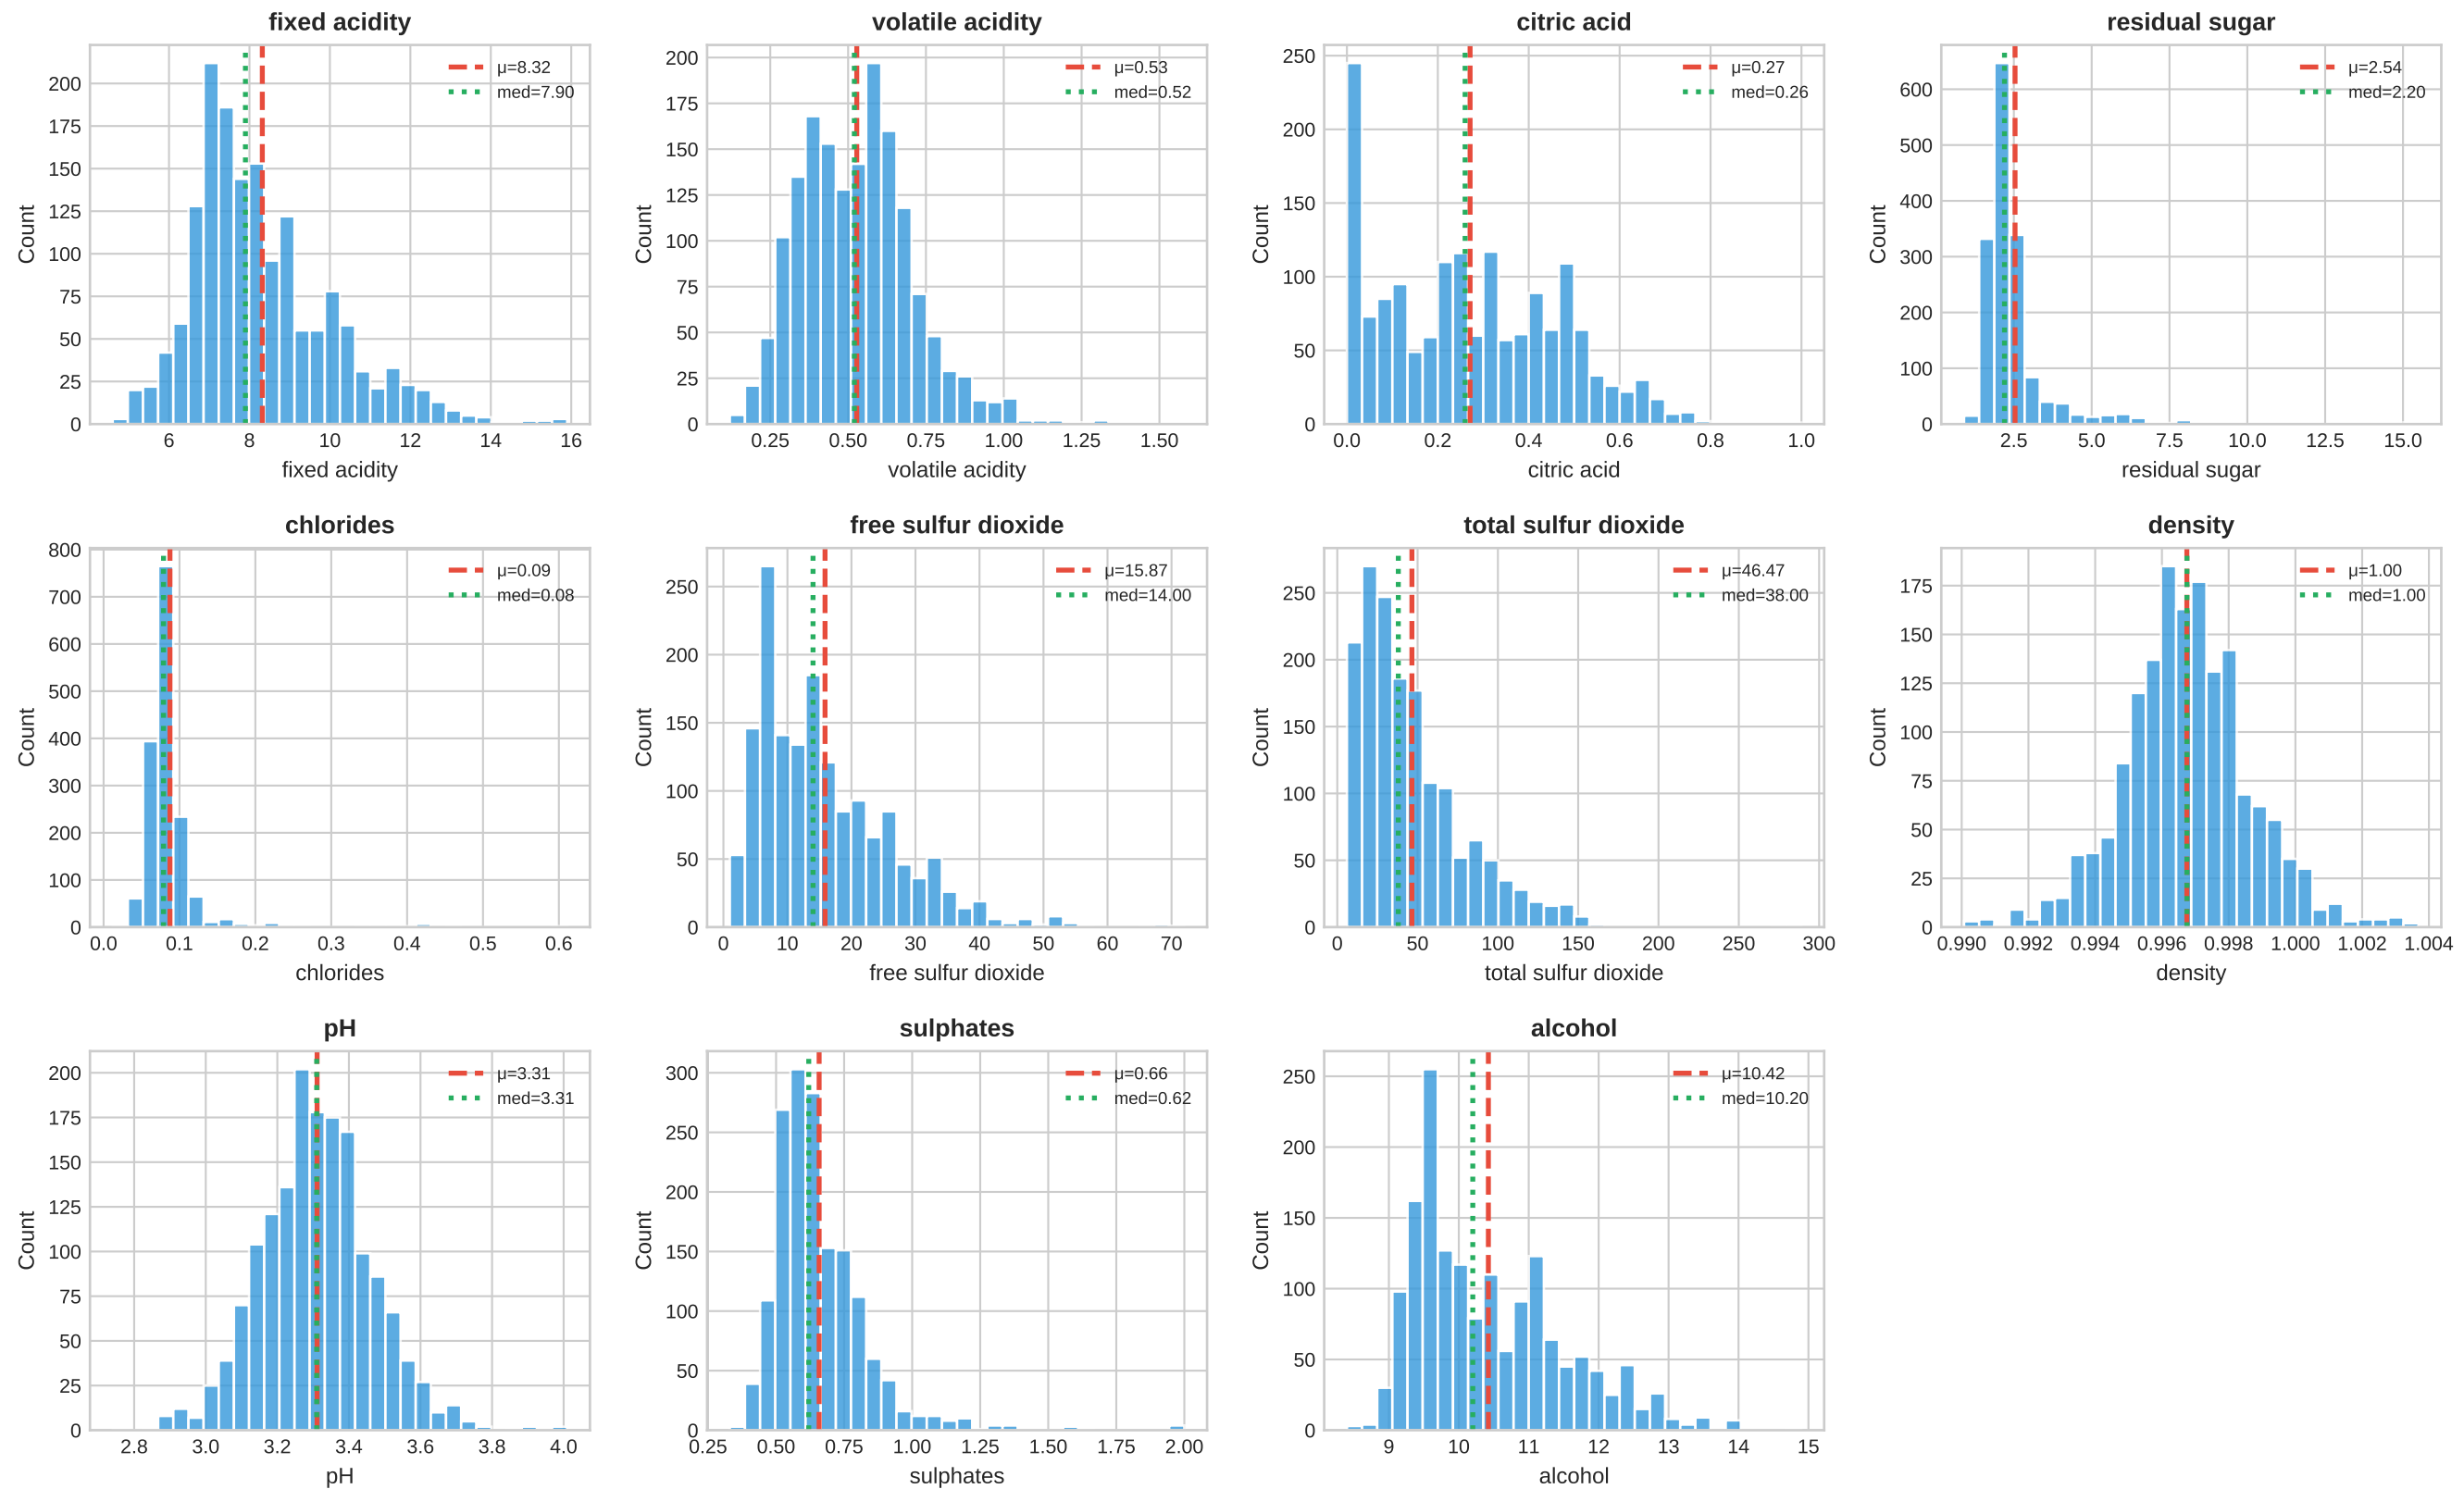 fixed acidity
μ=8.32
med=7.90
Count
0
25
50
75
100
125
150
175
200
6 8 10 12 14 16
fixed acidity
volatile acidity
μ=0.53
med=0.52
Count
0
25
50
75
100
125
150
175
200
0.25 0.50 0.75 1.00 1.25 1.50
volatile acidity
citric acid
μ=0.27
med=0.26
Count
0
50
100
150
200
250
0.0 0.2 0.4 0.6 0.8 1.0
citric acid
residual sugar
μ=2.54
med=2.20
Count
0
100
200
300
400
500
600
2.5 5.0 7.5 10.0 12.5 15.0
residual sugar
chlorides
μ=0.09
med=0.08
Count
0
100
200
300
400
500
600
700
800
0.0 0.1 0.2 0.3 0.4 0.5 0.6
chlorides
free sulfur dioxide
μ=15.87
med=14.00
Count
0
50
100
150
200
250
0 10 20 30 40 50 60 70
free sulfur dioxide
total sulfur dioxide
μ=46.47
med=38.00
Count
0
50
100
150
200
250
0 50 100 150 200 250 300
total sulfur dioxide
density
μ=1.00
med=1.00
Count
0
25
50
75
100
125
150
175
0.990 0.992 0.994 0.996 0.998 1.000 1.002 1.004
density
pH
μ=3.31
med=3.31
Count
0
25
50
75
100
125
150
175
200
2.8 3.0 3.2 3.4 3.6 3.8 4.0
pH
sulphates
μ=0.66
med=0.62
Count
0
50
100
150
200
250
300
0.25 0.50 0.75 1.00 1.25 1.50 1.75 2.00
sulphates
alcohol
μ=10.42
med=10.20
Count
0
50
100
150
200
250
9 10 11 12 13 14 15
alcohol